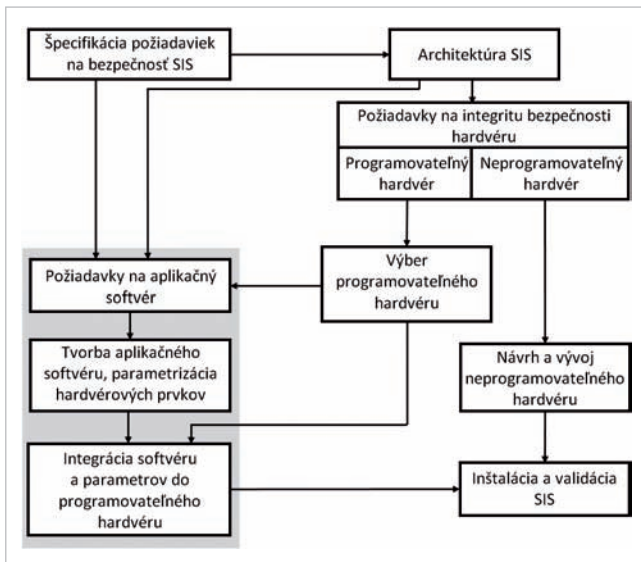 Špecifikácia požiadaviek
na bezpečnosť SIS
Architektúra SIS
Požiadavky na integritu bezpečnosti
hardvéru
Programovateľný
hardvér
Neprogramovateľný
hardvér
Požiadavky na aplikačný
softvér
Výber
programovateľného
hardvéru
Tvorba aplikačného
softvéru, parametrizácia
hardvérových prvkov
Návrh a vývoj
neprogramovateľného
hardvéru
Integrácia softvéru
a parametrov do
programovateľného
hardvéru
Inštalácia a validácia
SIS